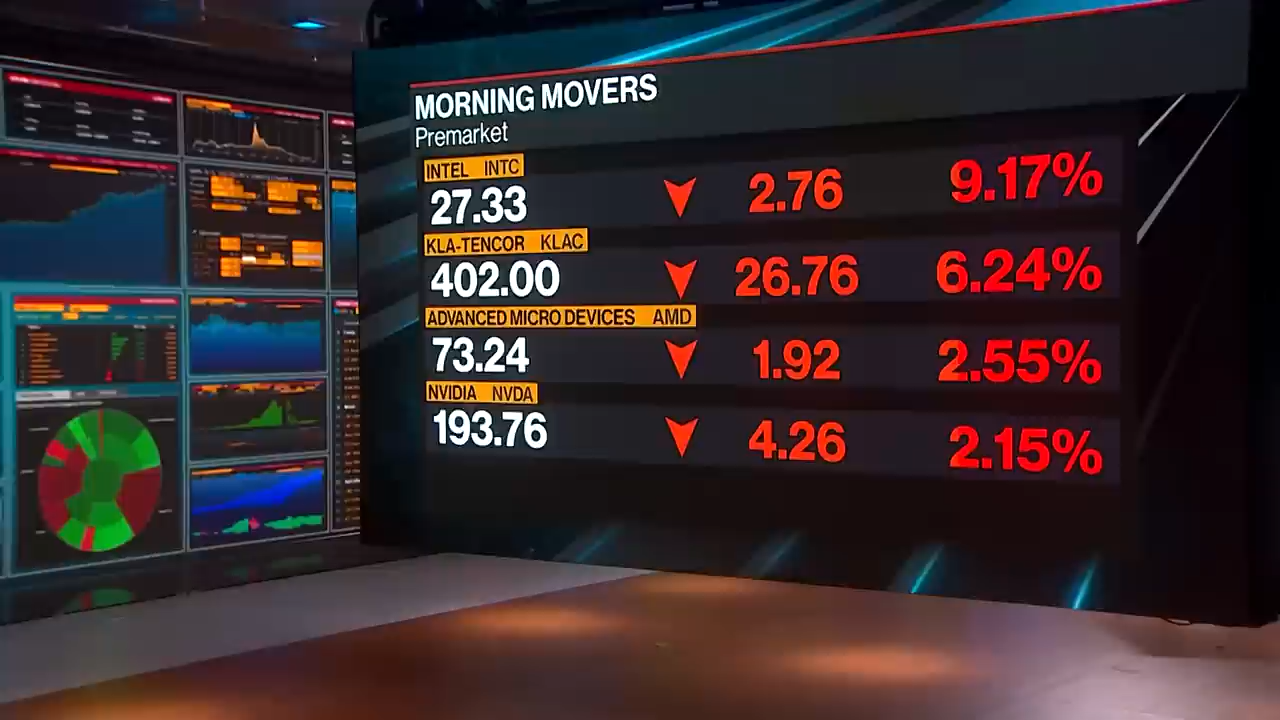 MORNING MOVERS
Premarket
INTEL INTC
27.33 2.76 9.17%
KLA-TENCOR KLAC
402.00 26.76 6.24%
ADVANCED MICRO DEVICES AMD
73.24 1.92 2.55%
NVIDIA NVDA
193.76 4.26 2.15%